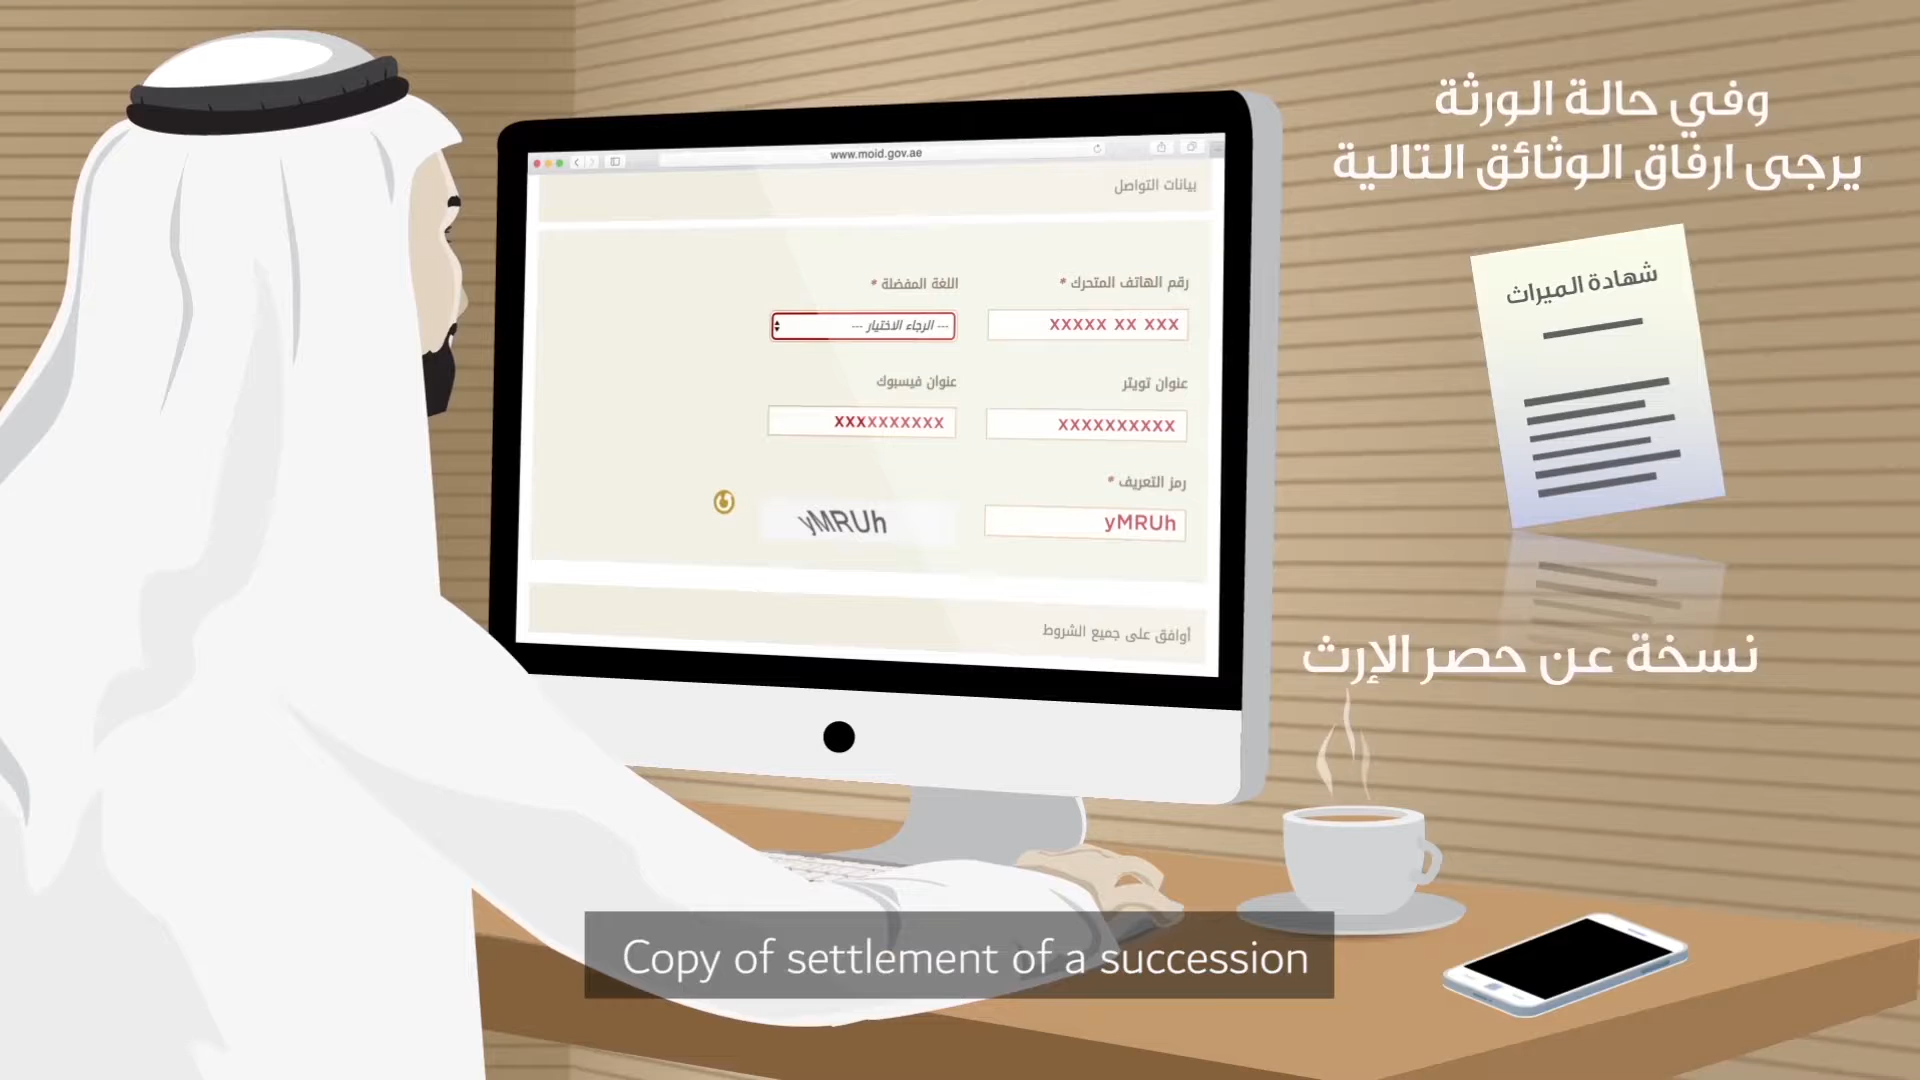 وفي حالة الورثة
يرجى ارفاق الوثائق التالية
www.moid.gov.ae
بيانات التواصل
رقم الهاتف المتحرك *
اللغة المفضلة *
XXXXX XX XXX
--- الرجاء الاختيار ---
عنوان تويتر
عنوان فيسبوك
XXXXXXXXXX
XXXXXXXXXX
رمز التعريف *
yMRUh
yMRUh
أوافق على جميع الشروط
شهادة الميراث
نسخة عن حصر الإرث
Copy of settlement of a succession